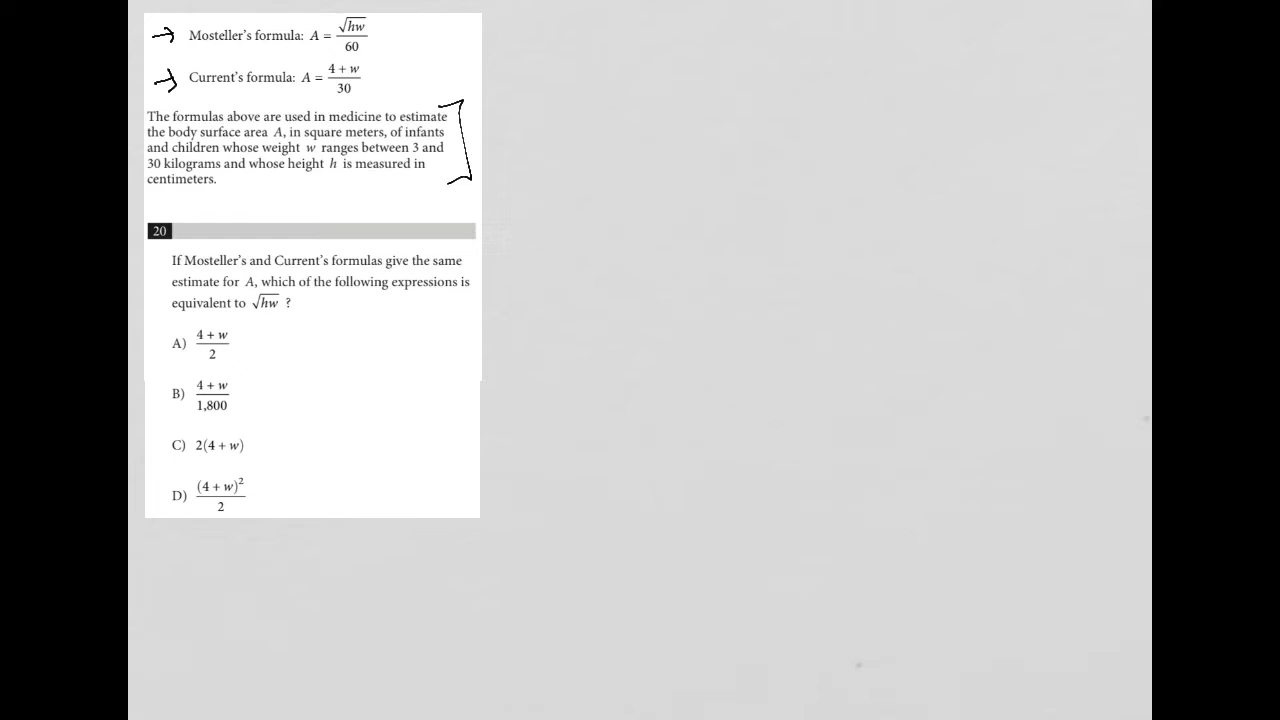 Mosteller's formula: A = √hw / 60
Current's formula: A = 4 + w / 30
The formulas above are used in medicine to estimate
the body surface area A, in square meters, of infants
and children whose weight w ranges between 3 and
30 kilograms and whose height h is measured in
centimeters.
20
If Mosteller's and Current's formulas give the same
estimate for A, which of the following expressions is
equivalent to √hw ?
A) 4 + w / 2
B) 4 + w / 1,800
C) 2(4 + w)
D) (4 + w)² / 2